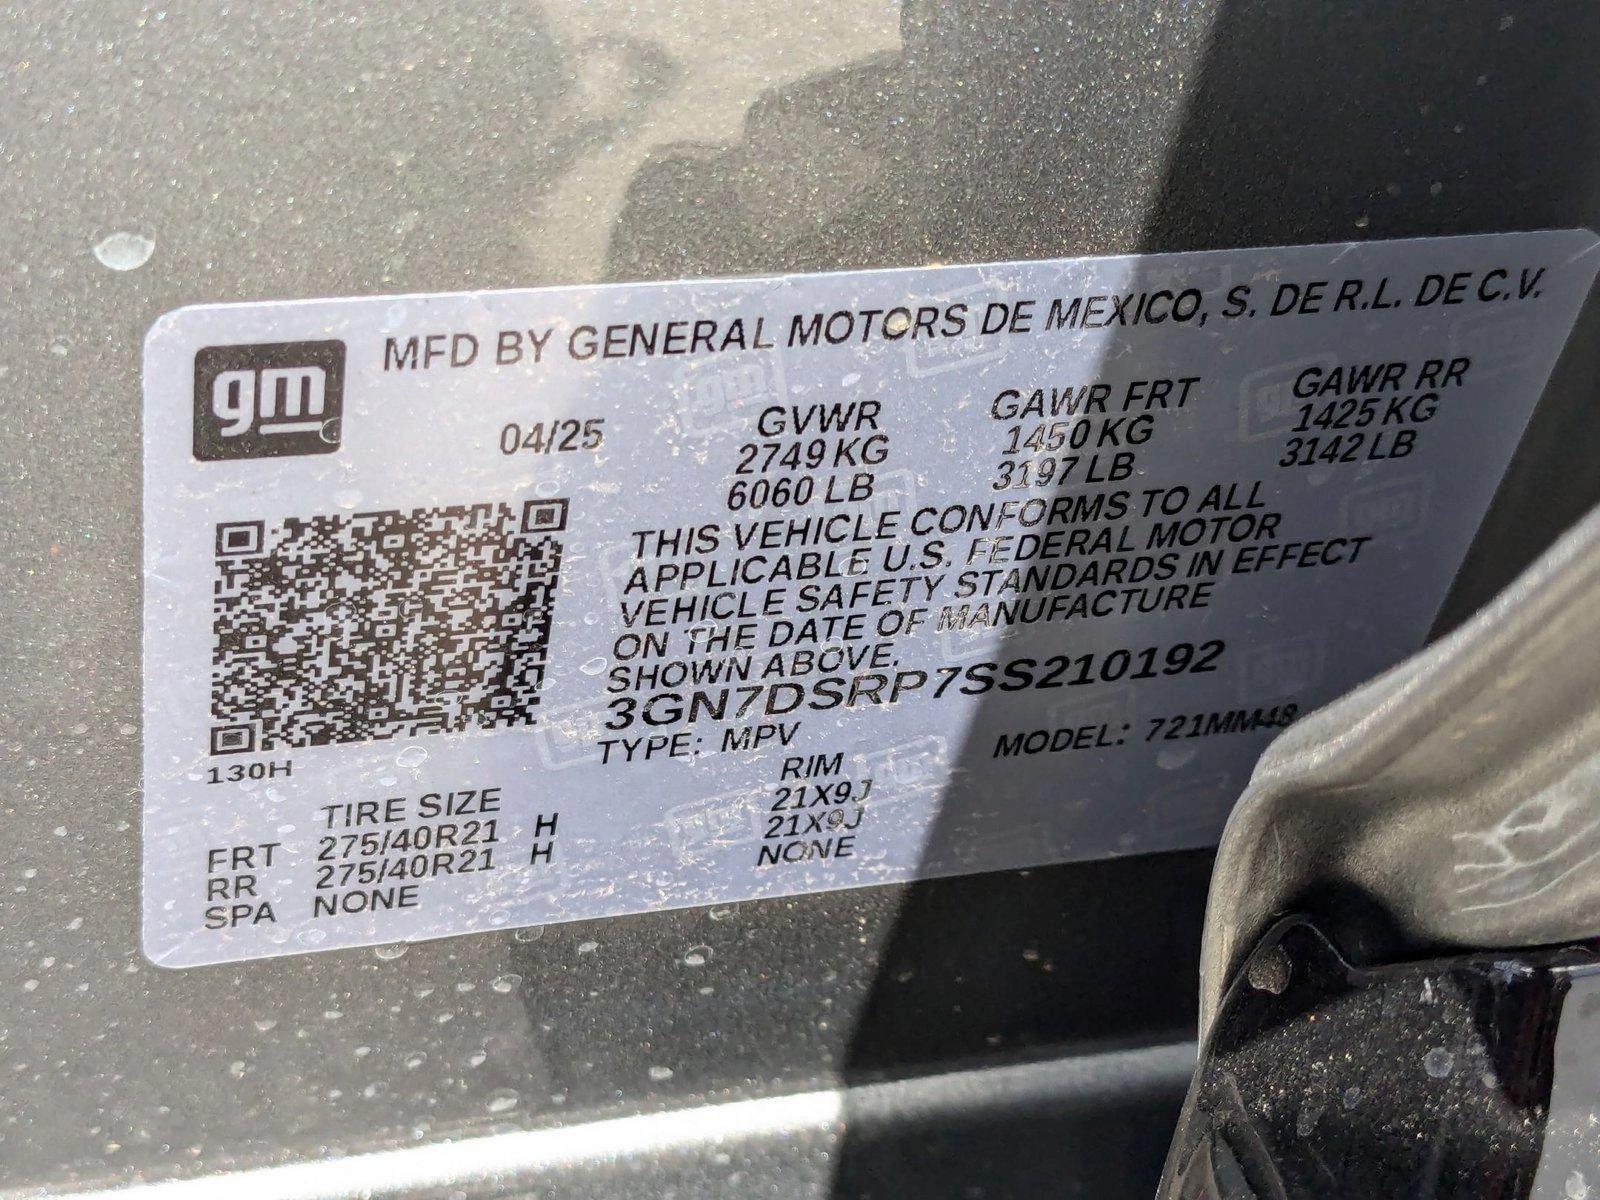 gm
MFD BY GENERAL MOTORS DE MEXICO, S. DE R.L. DE C.V.
04/25
GVWR
2749 KG
6060 LB
GAWR FRT
1450 KG
3197 LB
GAWR RR
1425 KG
3142 LB
THIS VEHICLE CONFORMS TO ALL
APPLICABLE U.S. FEDERAL MOTOR
VEHICLE SAFETY STANDARDS IN EFFECT
ON THE DATE OF MANUFACTURE
SHOWN ABOVE.
3GN7DSRP7SS210192
TYPE: MPV MODEL: 721MM48
130H
TIRE SIZE RIM
FRT 275/40R21 H 21X9J
RR 275/40R21 H 21X9J
SPA NONE NONE